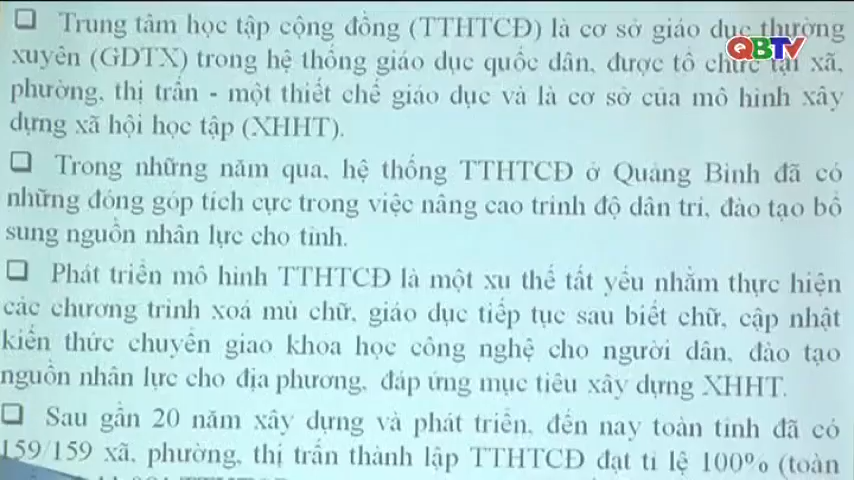 ❑ Trung tâm học tập cộng đồng (TTHTCĐ) là cơ sở giáo dục thường
QBTV
xuyên (GDTX) trong hệ thống giáo dục quốc dân, được tổ chức tại xã,
phường, thị trấn - một thiết chế giáo dục và là cơ sở của mô hình xây
dựng xã hội học tập (XHHT).
❑ Trong những năm qua, hệ thống TTHTCĐ ở Quảng Bình đã có
những đóng góp tích cực trong việc nâng cao trình độ dân trí, đào tạo bổ
sung nguồn nhân lực cho tỉnh.
❑ Phát triển mô hình TTHTCĐ là một xu thế tất yếu nhằm thực hiện
các chương trình xoá mù chữ, giáo dục tiếp tục sau biết chữ, cập nhật
kiến thức chuyển giao khoa học công nghệ cho người dân, đào tạo
nguồn nhân lực cho địa phương, đáp ứng mục tiêu xây dựng XHHT.
❑ Sau gần 20 năm xây dựng và phát triển, đến nay toàn tỉnh đã có
159/159 xã, phường, thị trấn thành lập TTHTCĐ đạt tỉ lệ 100% (toàn